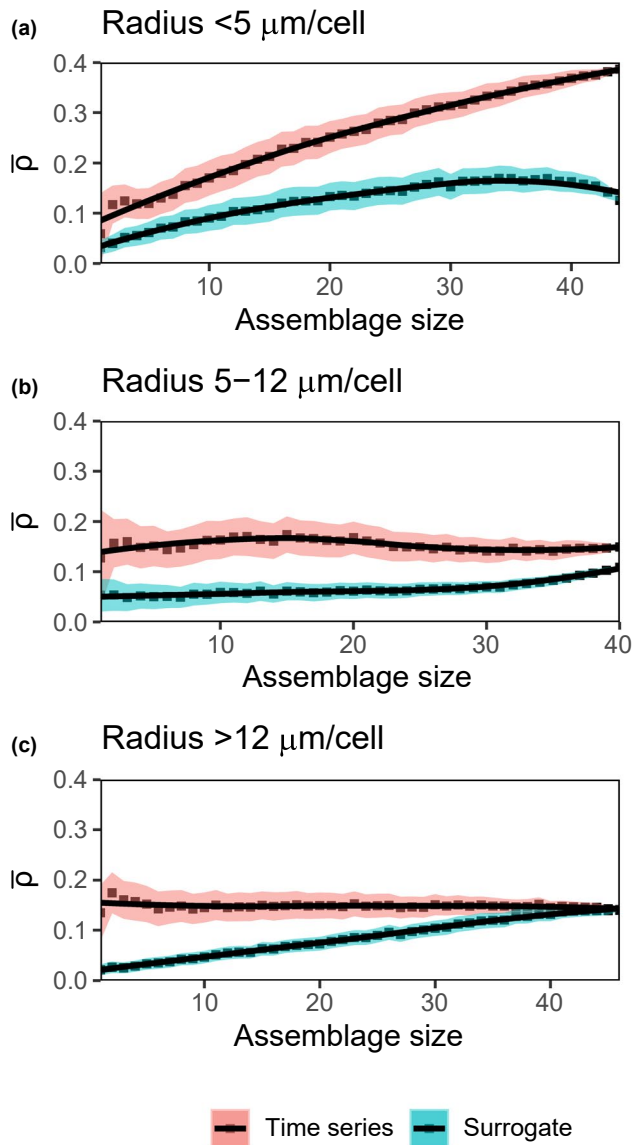 (a) Radius <5 μm/cell
0.4
0.3
0.2
0.1
0.0
ρ̅
10 20 30 40
Assemblage size
(b) Radius 5−12 μm/cell
0.4
0.3
0.2
0.1
0.0
ρ̅
10 20 30 40
Assemblage size
(c) Radius >12 μm/cell
0.4
0.3
0.2
0.1
0.0
ρ̅
10 20 30 40
Assemblage size
Time series Surrogate